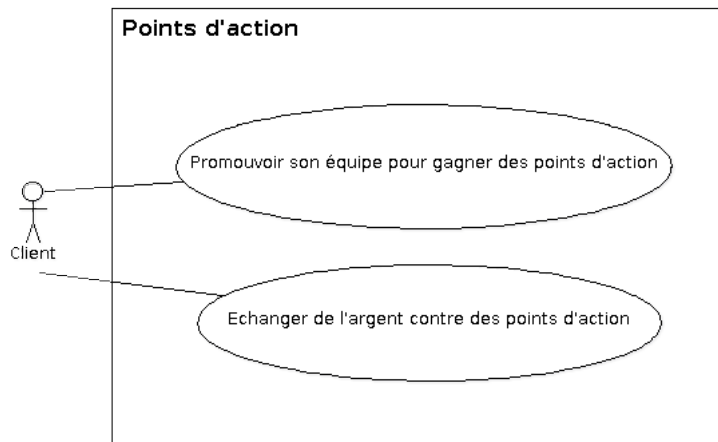 Points d'action
Promouvoir son équipe pour gagner des points d'action
Client
Echanger de l'argent contre des points d'action